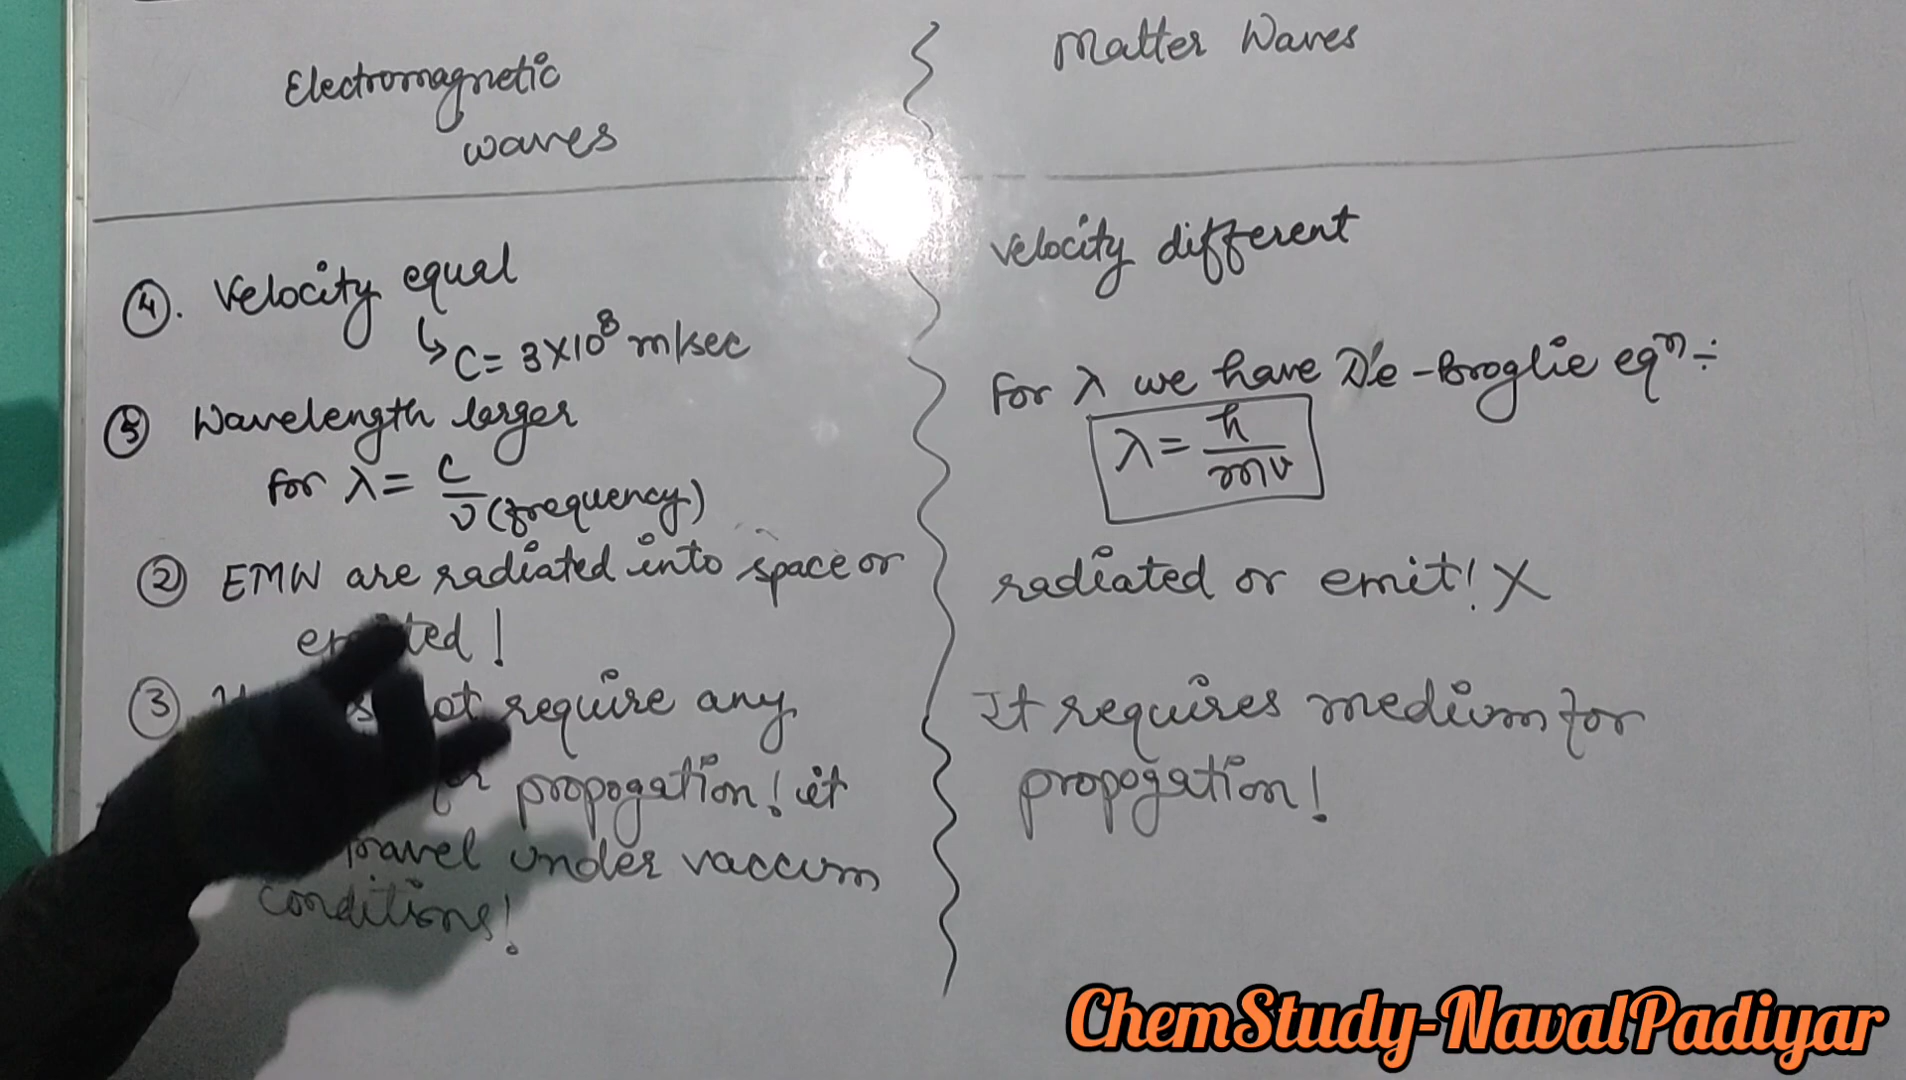 Electromagnetic
waves
Matter Waves
④. Velocity equal
↳ C = 3×10⁸ m/sec
Velocity different
⑤ Wavelength larger
for λ = c/ν (frequency)
For λ we have De-Broglie eqⁿ ÷
λ = h/mv
② EMW are radiated into space or
emitted!
radiated or emit! X
③ not require any
propogation! it
travel under vaccum
conditions!
It requires medium for
propogation!
ChemStudy-NavalPadiyar